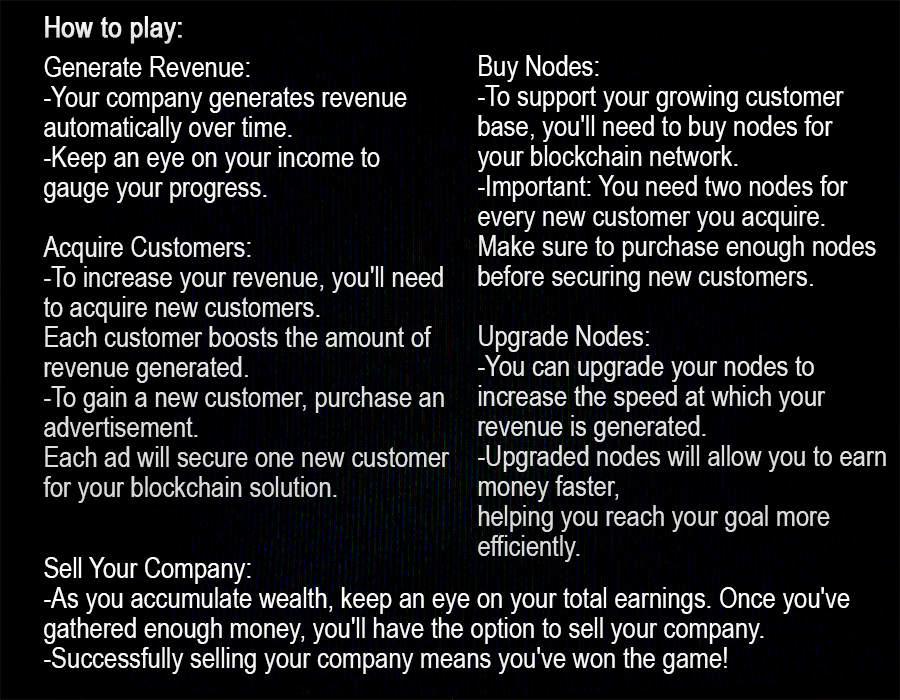 How to play:
Generate Revenue:
-Your company generates revenue
automatically over time.
-Keep an eye on your income to
gauge your progress.
Acquire Customers:
-To increase your revenue, you'll need
to acquire new customers.
Each customer boosts the amount of
revenue generated.
-To gain a new customer, purchase an
advertisement.
Each ad will secure one new customer
for your blockchain solution.
Buy Nodes:
-To support your growing customer
base, you'll need to buy nodes for
your blockchain network.
-Important: You need two nodes for
every new customer you acquire.
Make sure to purchase enough nodes
before securing new customers.
Upgrade Nodes:
-You can upgrade your nodes to
increase the speed at which your
revenue is generated.
-Upgraded nodes will allow you to earn
money faster,
helping you reach your goal more
efficiently.
Sell Your Company:
-As you accumulate wealth, keep an eye on your total earnings. Once you've
gathered enough money, you'll have the option to sell your company.
-Successfully selling your company means you've won the game!